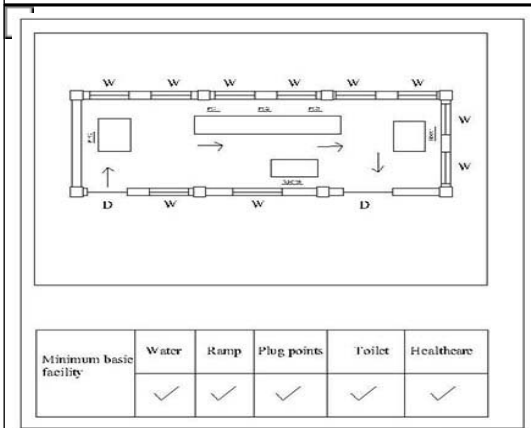 W W W W W W
W
W
D W W D
Minimum basic
facility
Water Ramp Plug points Toilet Healthcare